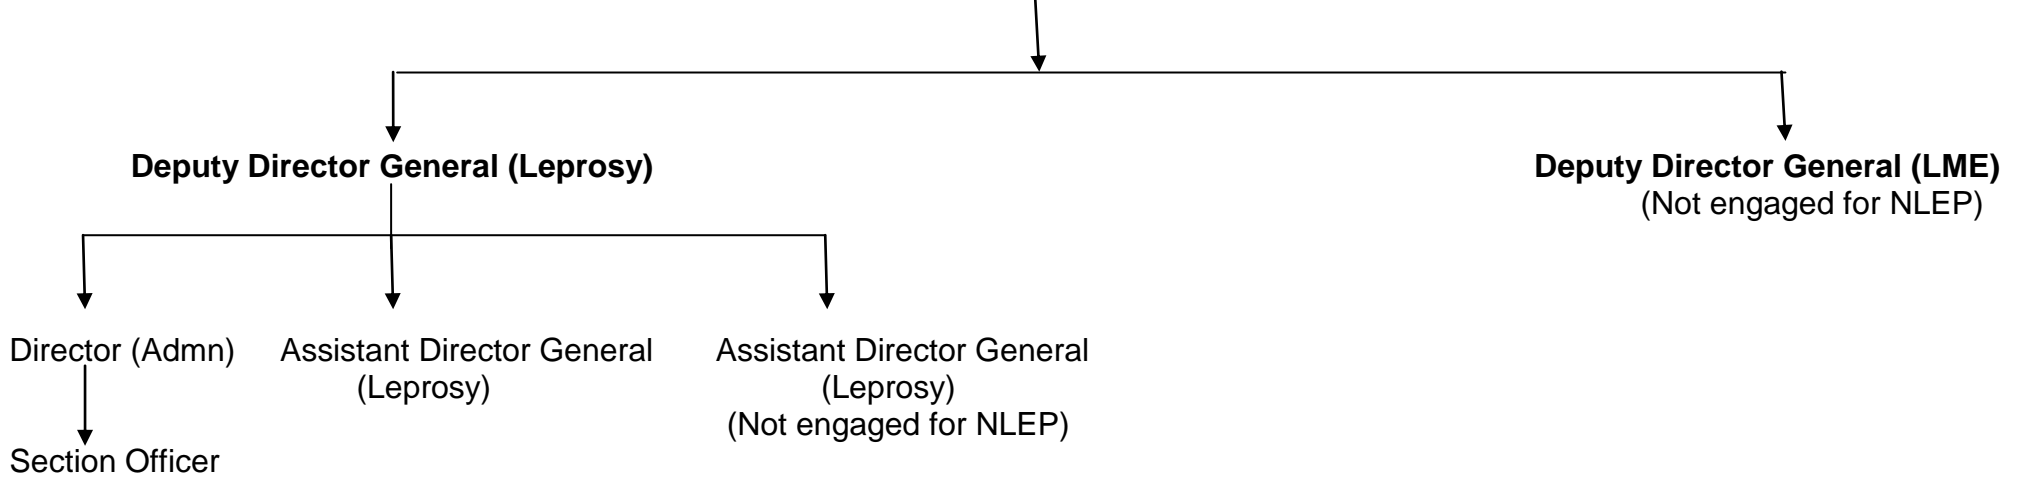 Deputy Director General (Leprosy)
Deputy Director General (LME)
(Not engaged for NLEP)
Director (Admn)
Assistant Director General
(Leprosy)
Assistant Director General
(Leprosy)
(Not engaged for NLEP)
Section Officer